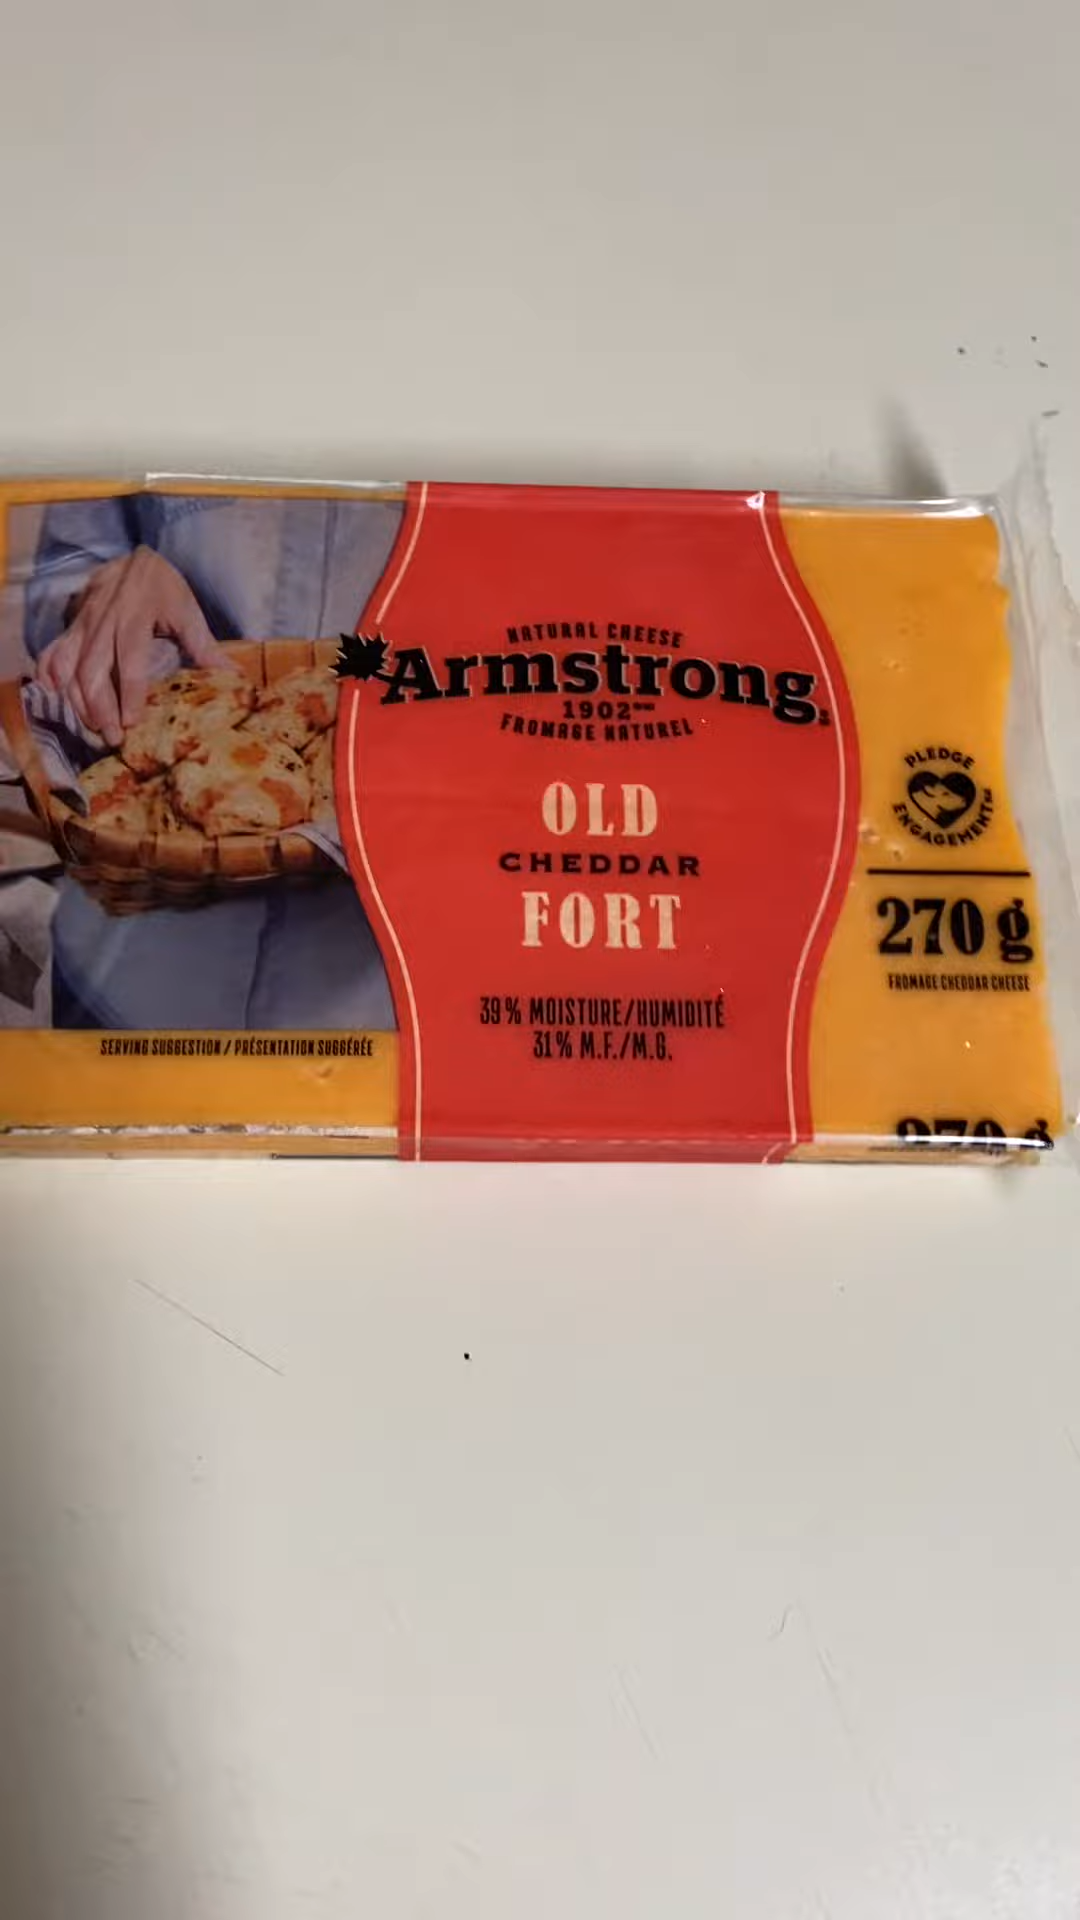 NATURAL CHEESE
Armstrong
1902
FROMAGE NATUREL
OLD
CHEDDAR
FORT
39% MOISTURE/HUMIDITÉ
31% M.F./M.G.
SERVING SUGGESTION / PRÉSENTATION SUGGÉRÉE
PLEDGE
ENGAGEMENT
270 g
FROMAGE CHEDDAR CHEESE
270 g